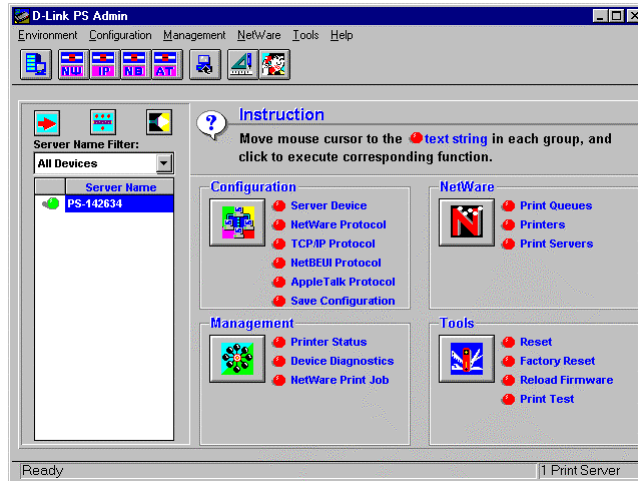 D-Link PS Admin
Environment Configuration Management NetWare Tools Help
NW IP NB AT
Server Name Filter:
All Devices
Server Name
PS-142634
Instruction
Move mouse cursor to the text string in each group, and
click to execute corresponding function.
Configuration
Server Device
NetWare Protocol
TCP/IP Protocol
NetBEUI Protocol
AppleTalk Protocol
Save Configuration
NetWare
Print Queues
Printers
Print Servers
Management
Printer Status
Device Diagnostics
NetWare Print Job
Tools
Reset
Factory Reset
Reload Firmware
Print Test
Ready
1 Print Server